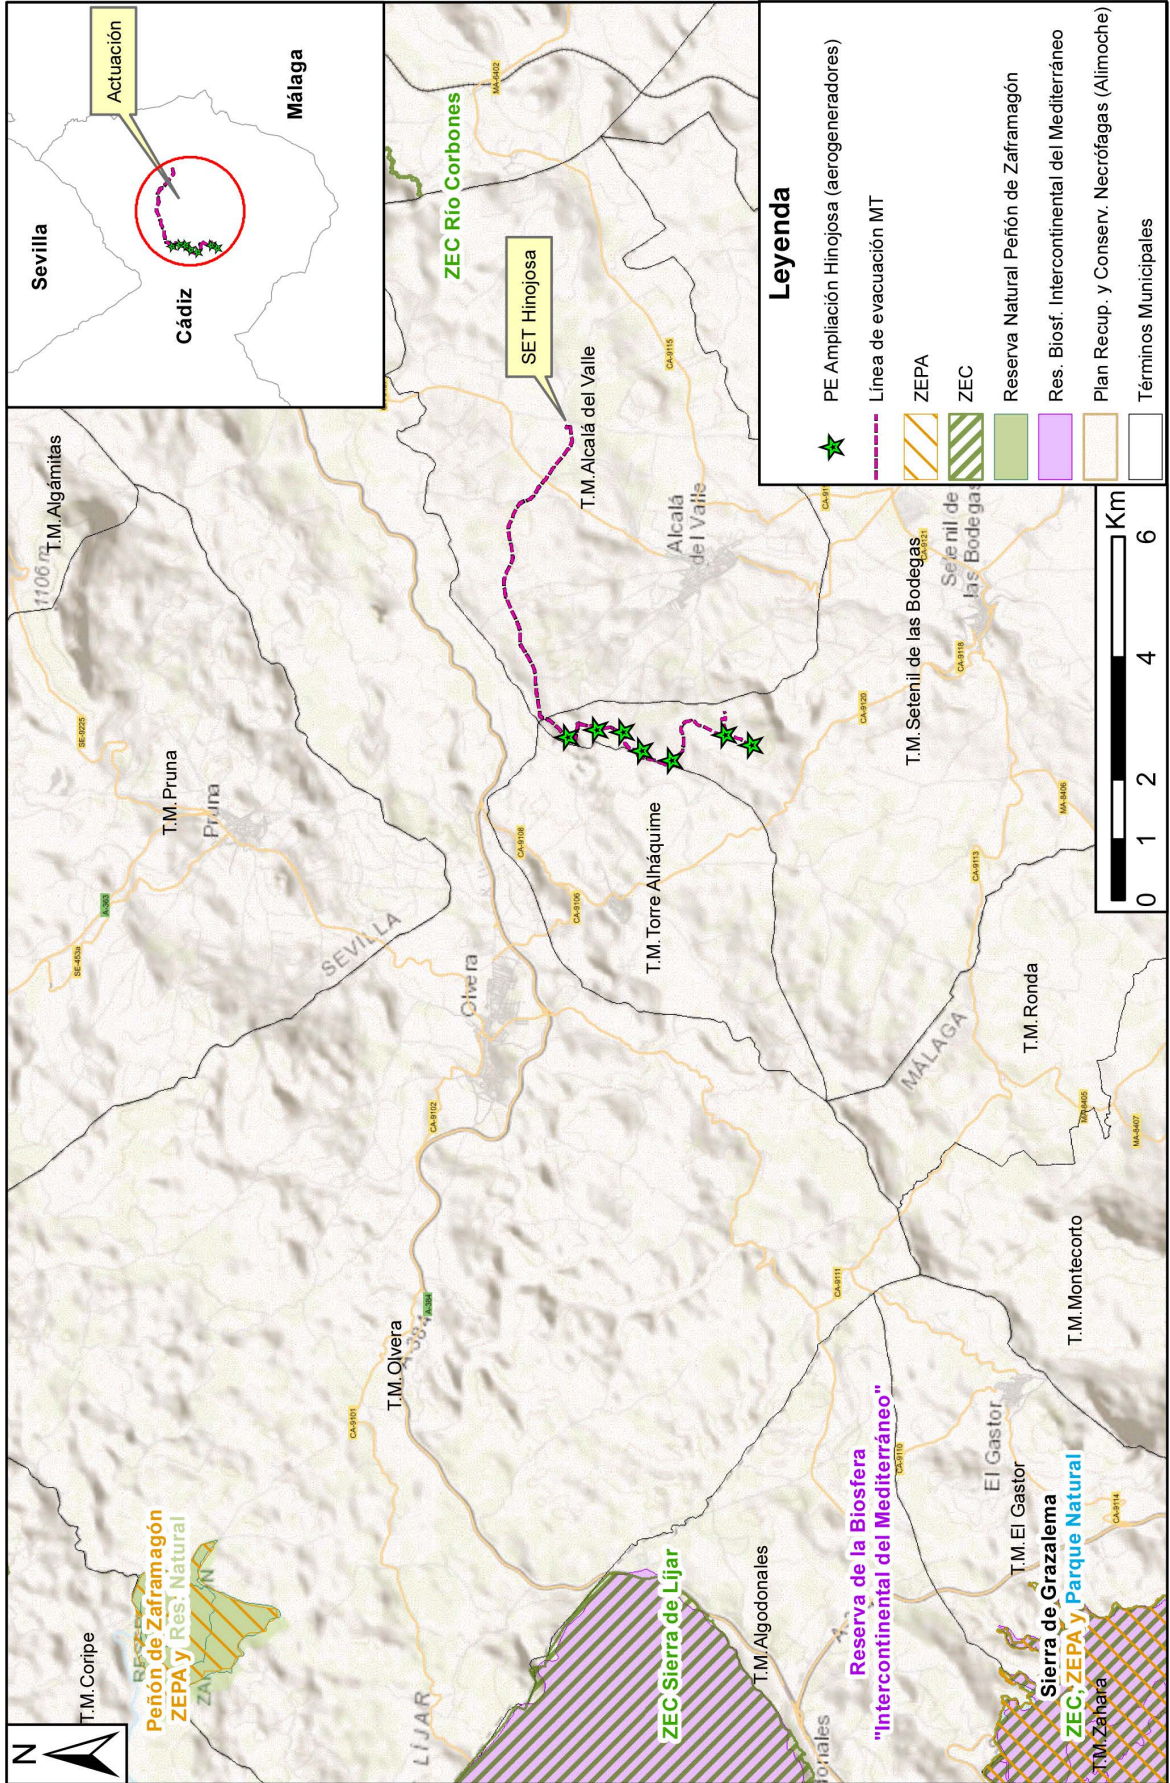 N
Sevilla
Cádiz
Málaga
Actuación
1106m
T.M.Algámitas
SE-9225
T.M.Pruna
Pruna
A-363
SE-453a
SEVILLA
T.M.Coripe
Peñón de Zaframagón
ZEPA y Res. Natural
MA-6402
ZEC Río Corbones
SET Hinojosa
T.M.Alcalá del Valle
CA-9115
Alcalá
del Valle
CA-9108
CA-9106
Olvera
CA-9102
T.M.Torre Alháquime
A-384
A-384
T.M.Olvera
CA-9101
LÍJAR
ZEC Sierra de Líjar
T.M.Algodonales
T.M.Setenil de las Bodegas
CA-9121
Setenil de
las Bodegas
CA-9118
CA-9120
MA-8406
CA-9113
MÁLAGA
T.M.Ronda
MA-8405
MA-8407
CA-9111
T.M.Montecorto
Reserva de la Biosfera
"Intercontinental del Mediterráneo"
CA-9110
El Gastor
T.M.El Gastor
CA-9114
Sierra de Grazalema
ZEC, ZEPA y Parque Natural
T.M.Zahara
Leyenda
PE Ampliación Hinojosa (aerogeneradores)
Línea de evacuación MT
ZEPA
ZEC
Reserva Natural Peñón de Zaframagón
Res. Biosf. Intercontinental del Mediterráneo
Plan Recup. y Conserv. Necrófagas (Alimoche)
Términos Municipales
0 1 2 4 6
Km